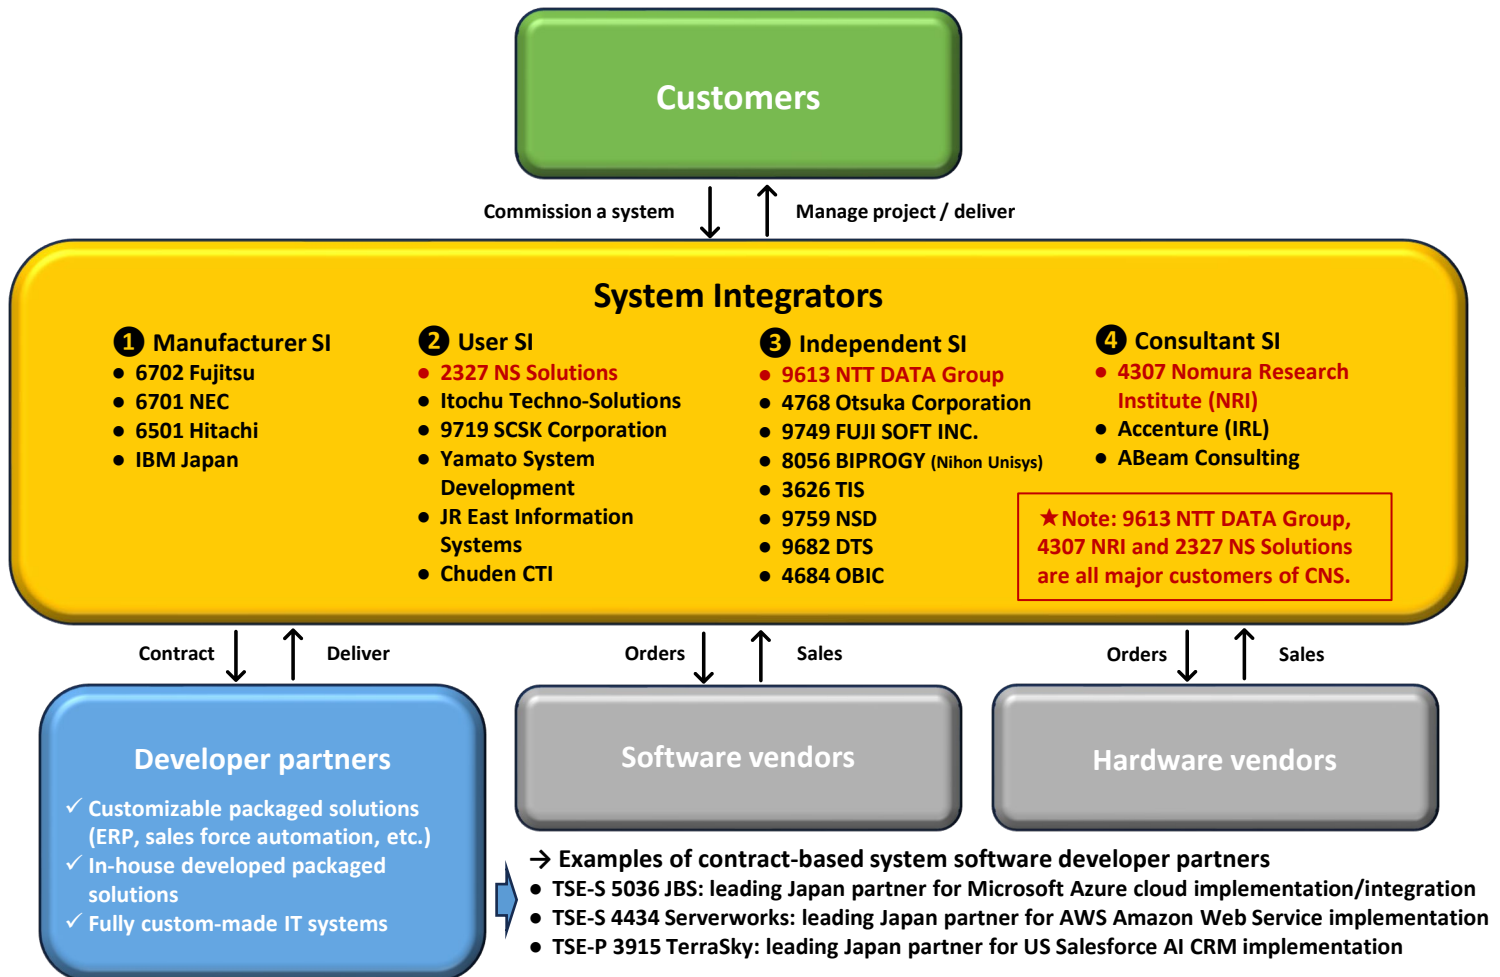 Customers
Commission a system
Manage project / deliver
System Integrators
❶ Manufacturer SI
● 6702 Fujitsu
● 6701 NEC
● 6501 Hitachi
● IBM Japan
❷ User SI
● 2327 NS Solutions
● Itochu Techno-Solutions
● 9719 SCSK Corporation
● Yamato System
Development
● JR East Information
Systems
● Chuden CTI
❸ Independent SI
● 9613 NTT DATA Group
● 4768 Otsuka Corporation
● 9749 FUJI SOFT INC.
● 8056 BIPROGY (Nihon Unisys)
● 3626 TIS
● 9759 NSD
● 9682 DTS
● 4684 OBIC
❹ Consultant SI
● 4307 Nomura Research
Institute (NRI)
● Accenture (IRL)
● ABeam Consulting
★Note: 9613 NTT DATA Group,
4307 NRI and 2327 NS Solutions
are all major customers of CNS.
Contract
Deliver
Orders
Sales
Orders
Sales
Developer partners
✓ Customizable packaged solutions
(ERP, sales force automation, etc.)
✓ In-house developed packaged
solutions
✓ Fully custom-made IT systems
Software vendors
Hardware vendors
→ Examples of contract-based system software developer partners
● TSE-S 5036 JBS: leading Japan partner for Microsoft Azure cloud implementation/integration
● TSE-S 4434 Serverworks: leading Japan partner for AWS Amazon Web Service implementation
● TSE-P 3915 TerraSky: leading Japan partner for US Salesforce AI CRM implementation